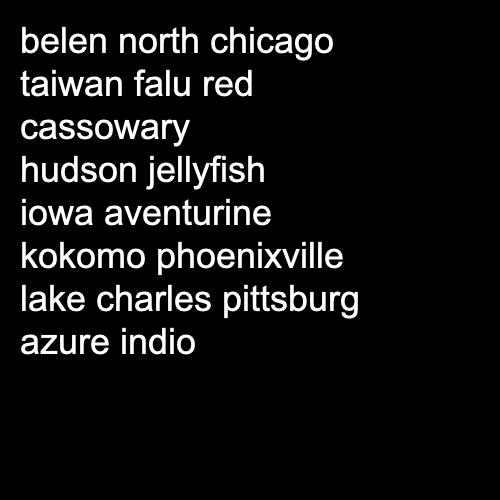 belen north chicago
taiwan falu red
cassowary
hudson jellyfish
iowa aventurine
kokomo phoenixville
lake charles pittsburg
azure indio